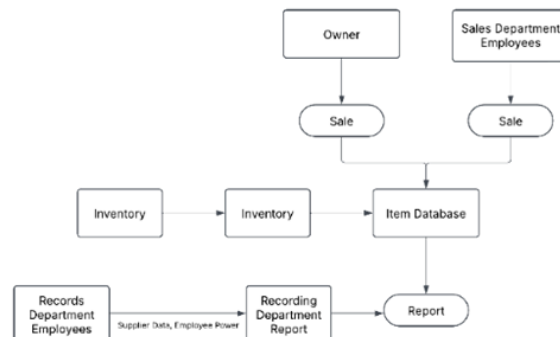 Owner
Sales Department
Employees
Sale
Sale
Inventory
Inventory
Item Database
Records
Department
Employees
Supplier Data, Employee Power
Recording
Department
Report
Report